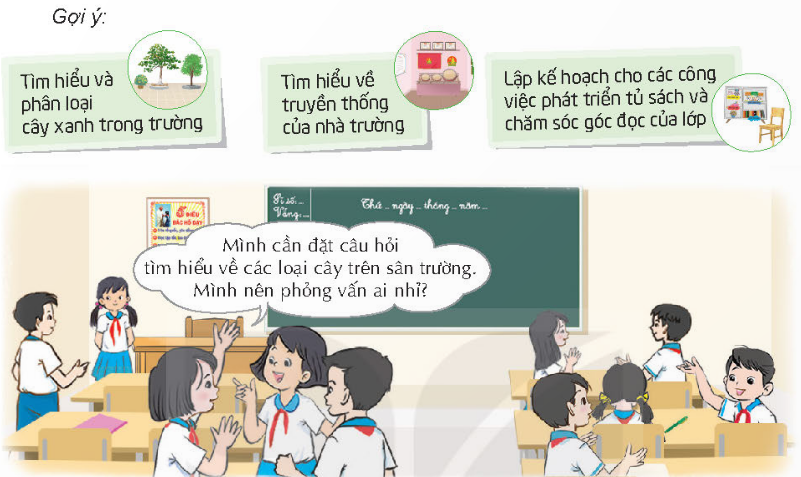 Gợi ý:
Tìm hiểu và
phân loại
cây xanh trong trường
Tìm hiểu về
truyền thống
của nhà trường
Lập kế hoạch cho các công
việc phát triển tủ sách và
chăm sóc góc đọc của lớp
Sĩ số:...
Vắng:...
Thứ... ngày... tháng... năm...
5 ĐIỀU
BÁC HỒ DẠY
Mình cần đặt câu hỏi
tìm hiểu về các loại cây trên sân trường.
Mình nên phỏng vấn ai nhỉ?